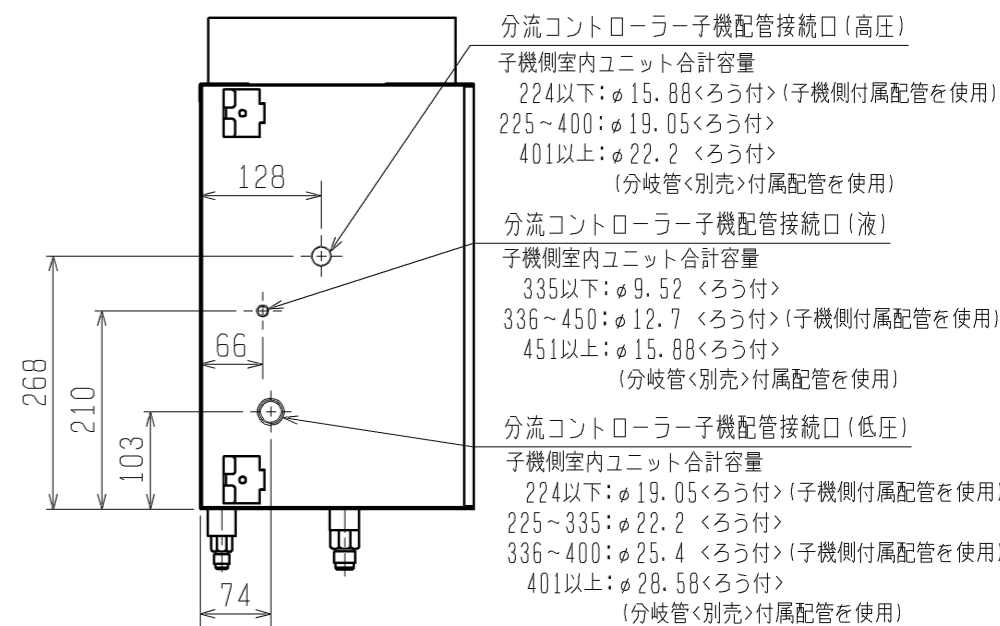 分流コントローラー子機配管接続口(高圧)
子機側室内ユニット合計容量
224以下:φ15.88<ろう付>(子機側付属配管を使用)
225~400:φ19.05<ろう付>
401以上:φ22.2 <ろう付>
(分岐管<別売>付属配管を使用)
128
分流コントローラー子機配管接続口(液)
子機側室内ユニット合計容量
335以下:φ9.52 <ろう付>
336~450:φ12.7 <ろう付>(子機側付属配管を使用)
451以上:φ15.88<ろう付>
(分岐管<別売>付属配管を使用)
66
268
210
103
分流コントローラー子機配管接続口(低圧)
子機側室内ユニット合計容量
224以下:φ19.05<ろう付>(子機側付属配管を使用)
225~335:φ22.2 <ろう付>
336~400:φ25.4 <ろう付>(子機側付属配管を使用)
401以上:φ28.58<ろう付>
(分岐管<別売>付属配管を使用)
74